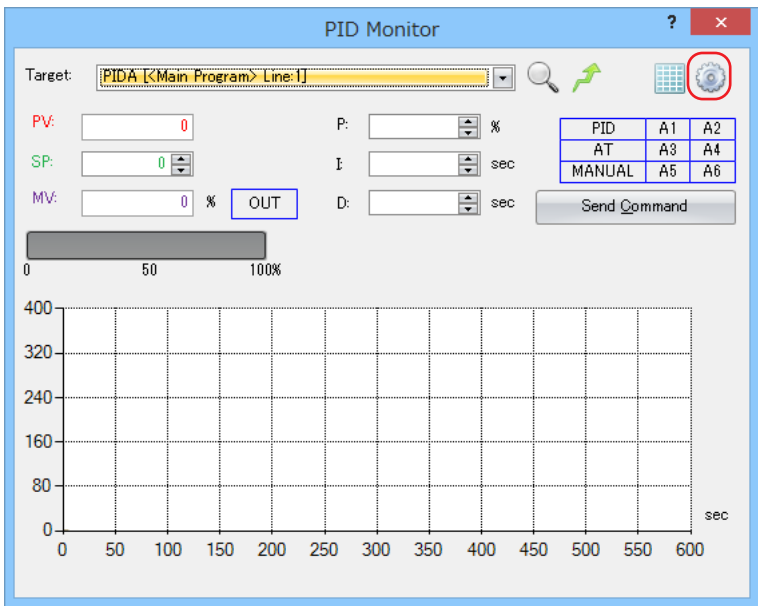 PID Monitor ?
Target: PIDA [<Main Program> Line:1]
PV: 0 P: % PID A1 A2
SP: 0 I: sec AT A3 A4
MANUAL A5 A6
MV: 0 % OUT D: sec Send Command
0 50 100%
400
320
240
160
80
0
sec
0 50 100 150 200 250 300 350 400 450 500 550 600